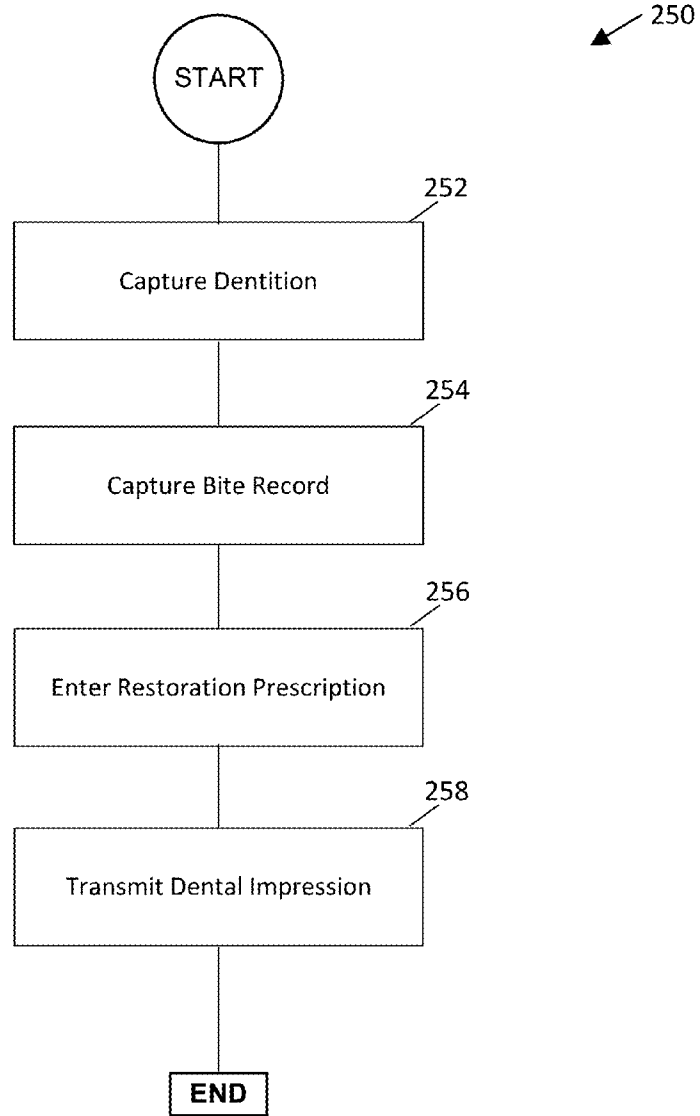 250
START
252
Capture Dentition
254
Capture Bite Record
256
Enter Restoration Prescription
258
Transmit Dental Impression
END